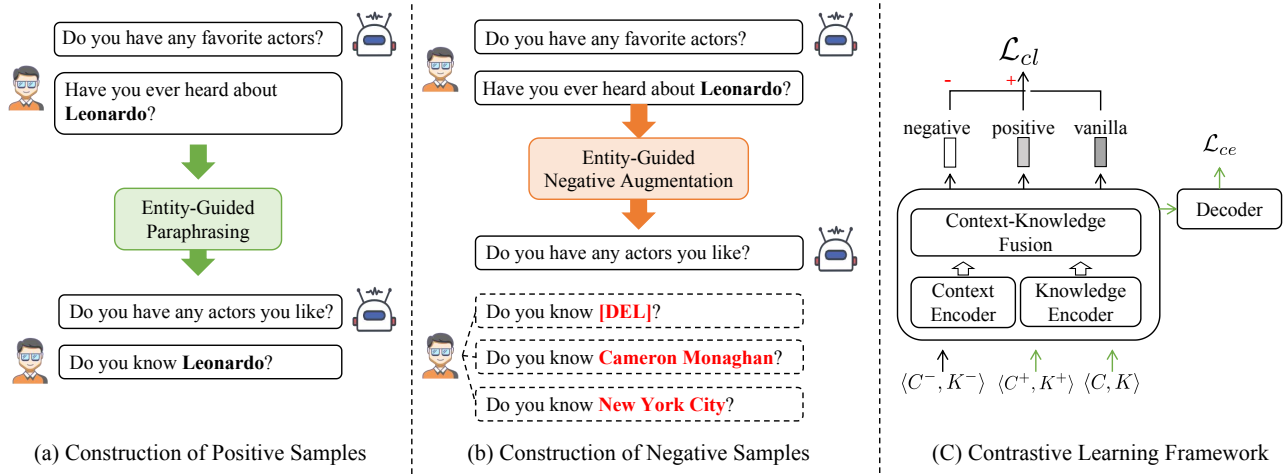 Do you have any favorite actors?
Have you ever heard about
Leonardo?
Entity-Guided
Paraphrasing
Do you have any actors you like?
Do you know Leonardo?
(a) Construction of Positive Samples
Do you have any favorite actors?
Have you ever heard about Leonardo?
Entity-Guided
Negative Augmentation
Do you have any actors you like?
Do you know [DEL]?
Do you know Cameron Monaghan?
Do you know New York City?
(b) Construction of Negative Samples
ℒ_cl
- +
negative positive vanilla
ℒ_ce
Decoder
Context-Knowledge
Fusion
Context
Encoder
Knowledge
Encoder
⟨C⁻, K⁻⟩ ⟨C⁺, K⁺⟩ ⟨C, K⟩
(C) Contrastive Learning Framework